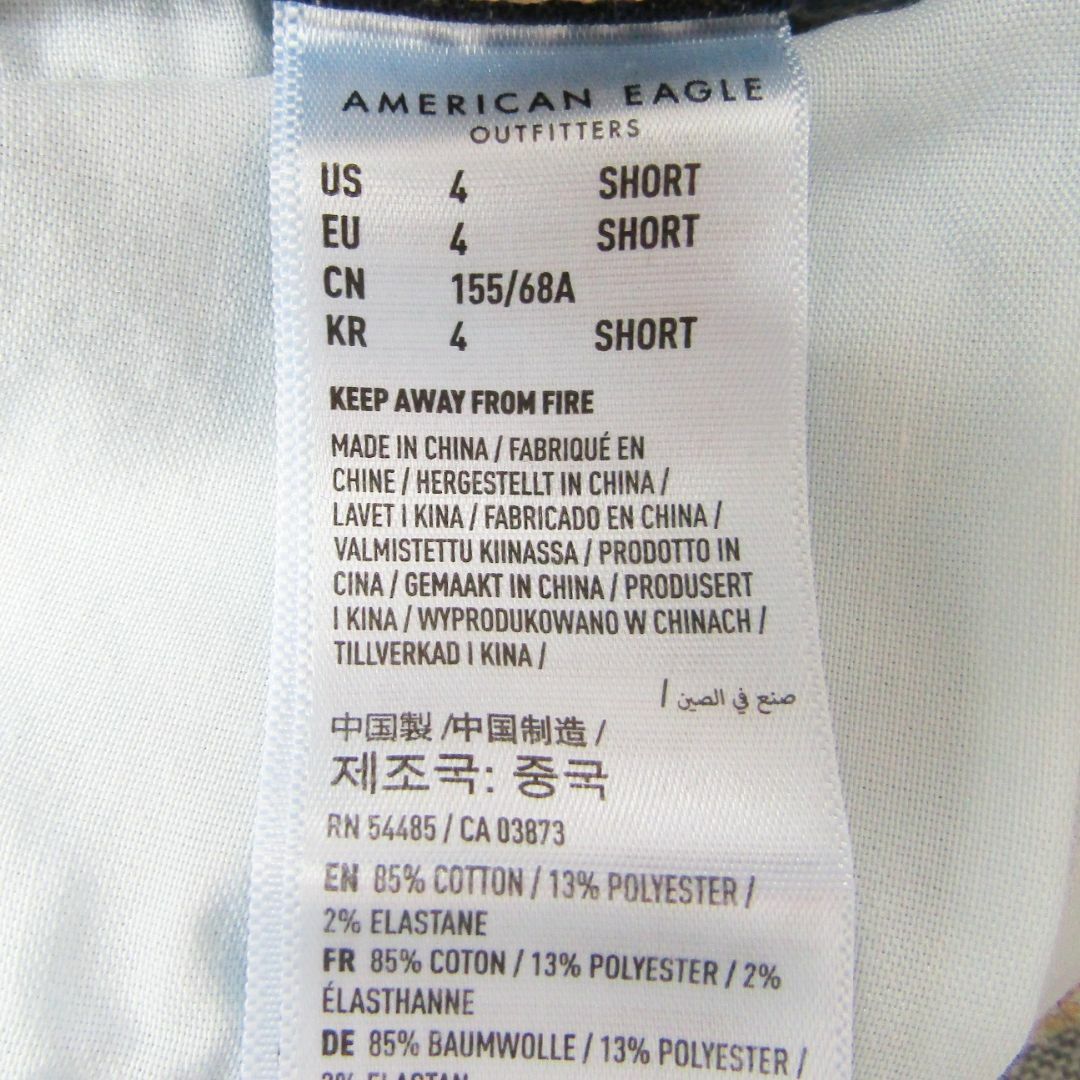 AMERICAN EAGLE
OUTFITTERS
US 4 SHORT
EU 4 SHORT
CN 155/68A
KR 4 SHORT
KEEP AWAY FROM FIRE
MADE IN CHINA / FABRIQUÉ EN
CHINE / HERGESTELLT IN CHINA /
LAVET I KINA / FABRICADO EN CHINA /
VALMISTETTU KIINASSA / PRODOTTO IN
CINA / GEMAAKT IN CHINA / PRODUSERT
I KINA / WYPRODUKOWANO W CHINACH /
TILLVERKAD I KINA /
صنع في الصين /
中国製 /中国制造 /
제조국: 중국
RN 54485 / CA 03873
EN 85% COTTON / 13% POLYESTER /
2% ELASTANE
FR 85% COTON / 13% POLYESTER / 2%
ÉLASTHANNE
DE 85% BAUMWOLLE / 13% POLYESTER /
2% ELASTAN